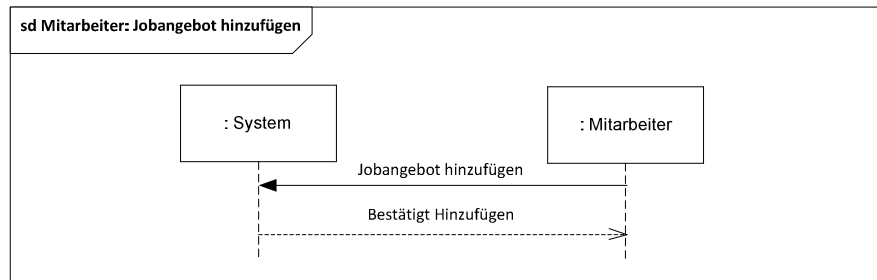 sd Mitarbeiter: Jobangebot hinzufügen
: System
: Mitarbeiter
Jobangebot hinzufügen
Bestätigt Hinzufügen